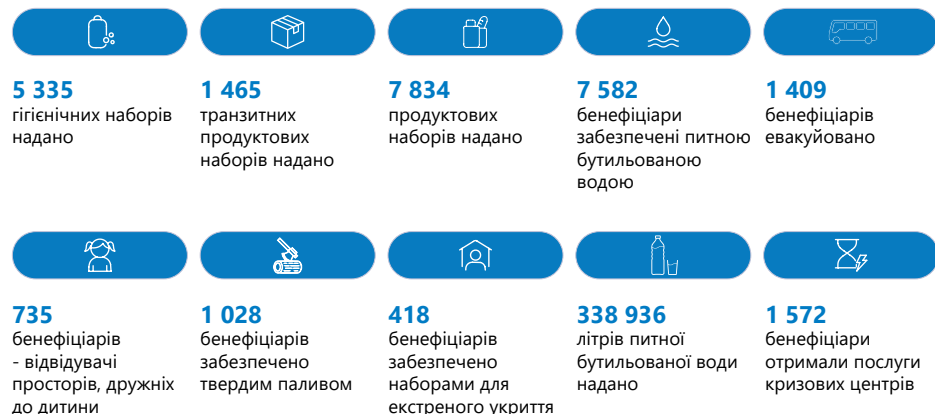 5 335
гігієнічних наборів
надано
1 465
транзитних
продуктових
наборів надано
7 834
продуктових
наборів надано
7 582
бенефіціари
забезпечені питною
бутильованою
водою
1 409
бенефіціарів
евакуйовано
735
бенефіціарів
- відвідувачі
просторів, дружніх
до дитини
1 028
бенефіціарів
забезпечено
твердим паливом
418
бенефіціарів
забезпечено
наборами для
екстреного укриття
338 936
літрів питної
бутильованої води
надано
1 572
бенефіціари
отримали послуги
кризових центрів